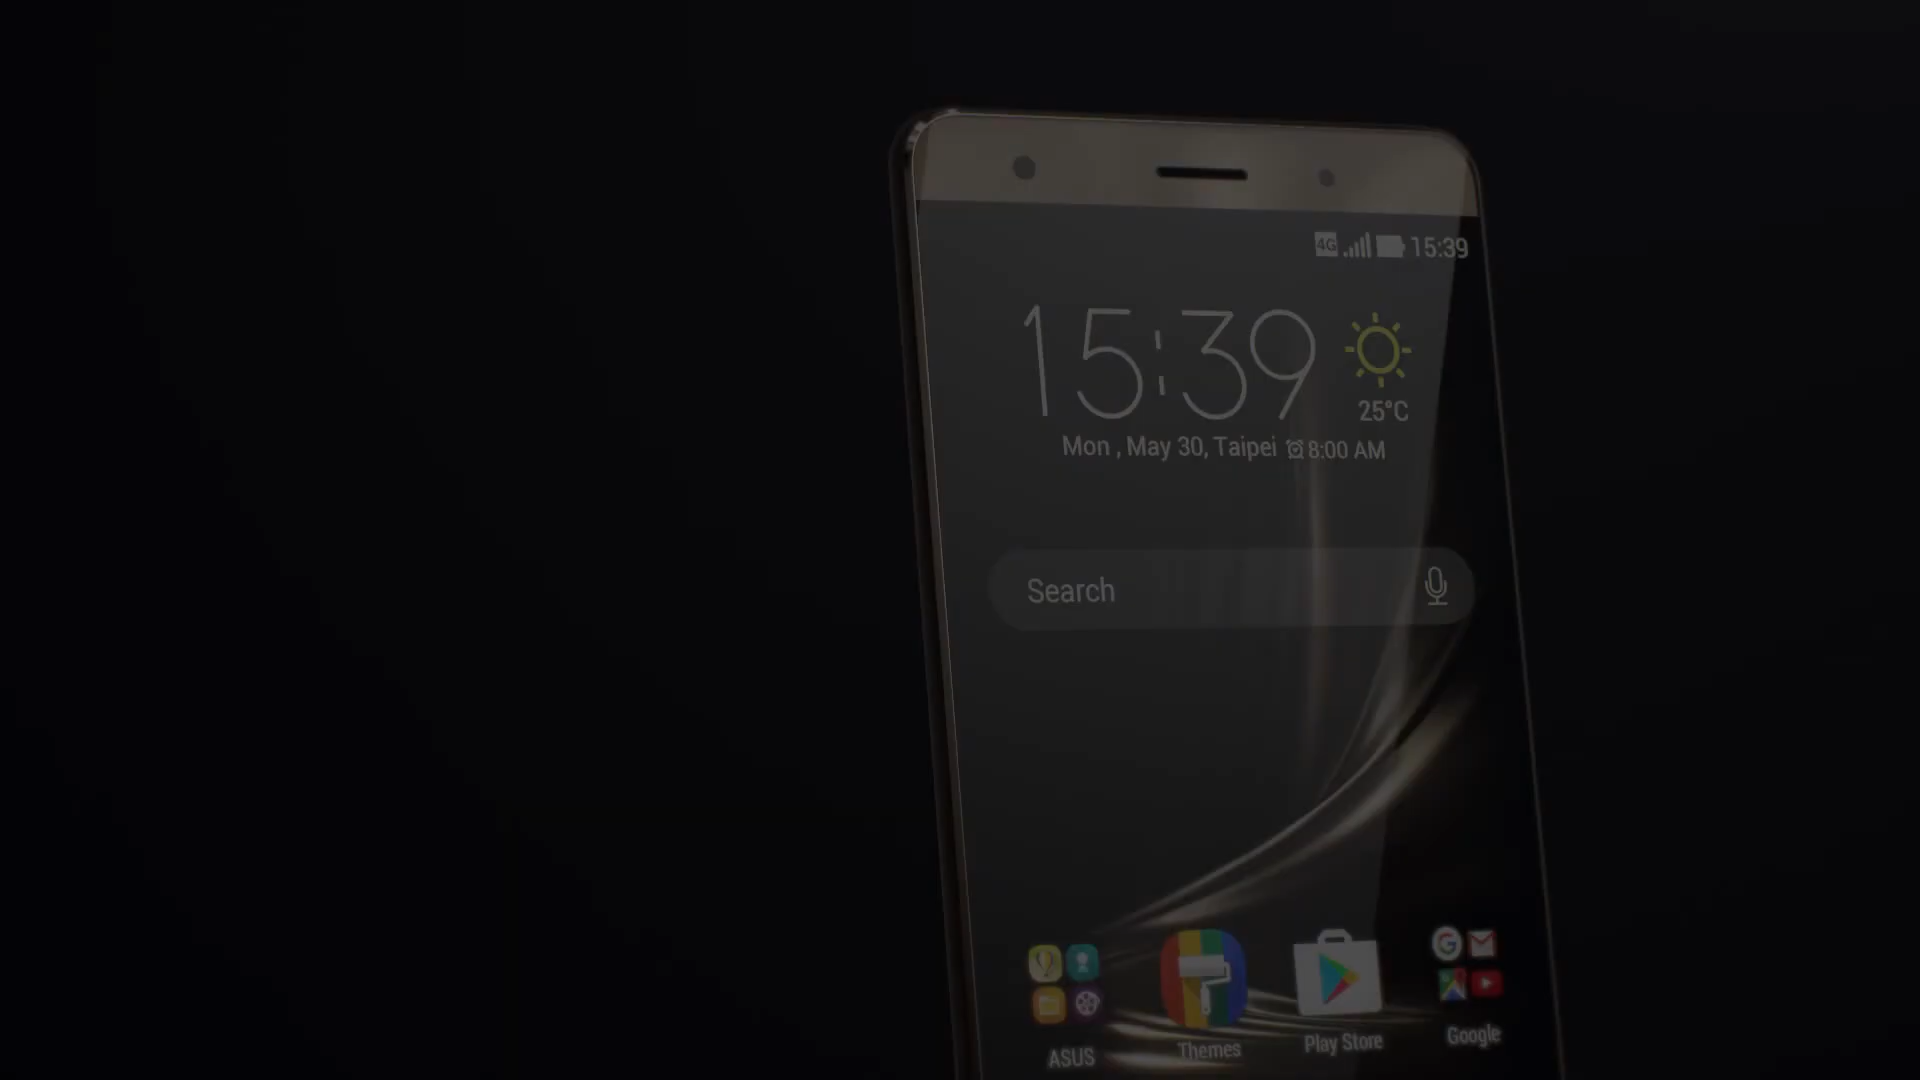 4G 15:39
15:39
25°C
Mon , May 30, Taipei 8:00 AM
Search
ASUS Themes Play Store Google